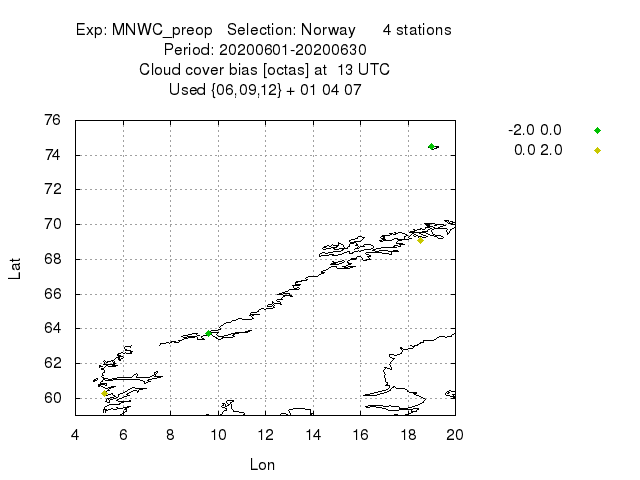 Exp: MNWC_preop Selection: Norway 4 stations
Period: 20200601-20200630
Cloud cover bias [octas] at 13 UTC
Used {06,09,12} + 01 04 07
-2.0 0.0
0.0 2.0
76
74
72
70
68
66
64
62
60
Lat
4 6 8 10 12 14 16 18 20
Lon